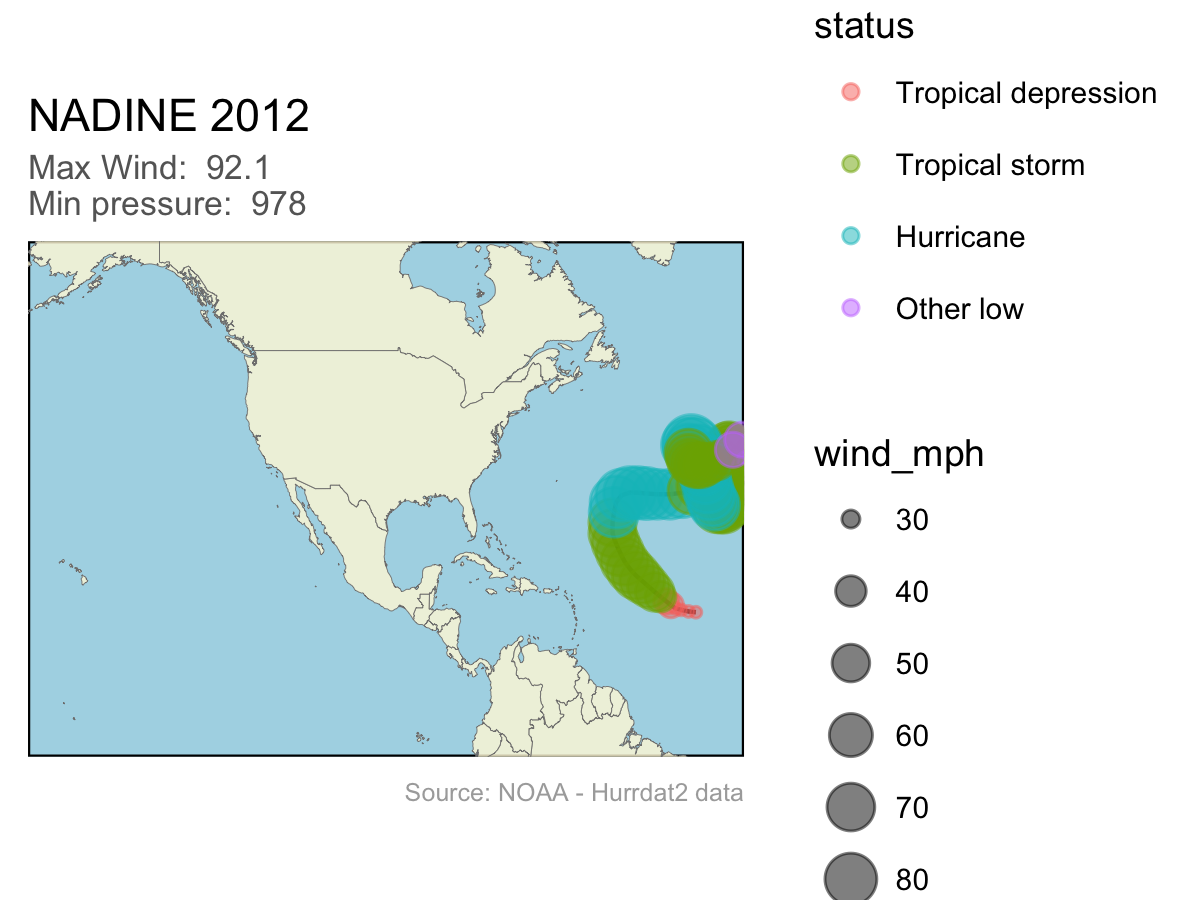 NADINE 2012
Max Wind:  92.1
Min pressure:  978
Source: NOAA - Hurrdat2 data
status
Tropical depression
Tropical storm
Hurricane
Other low
wind_mph
30
40
50
60
70
80